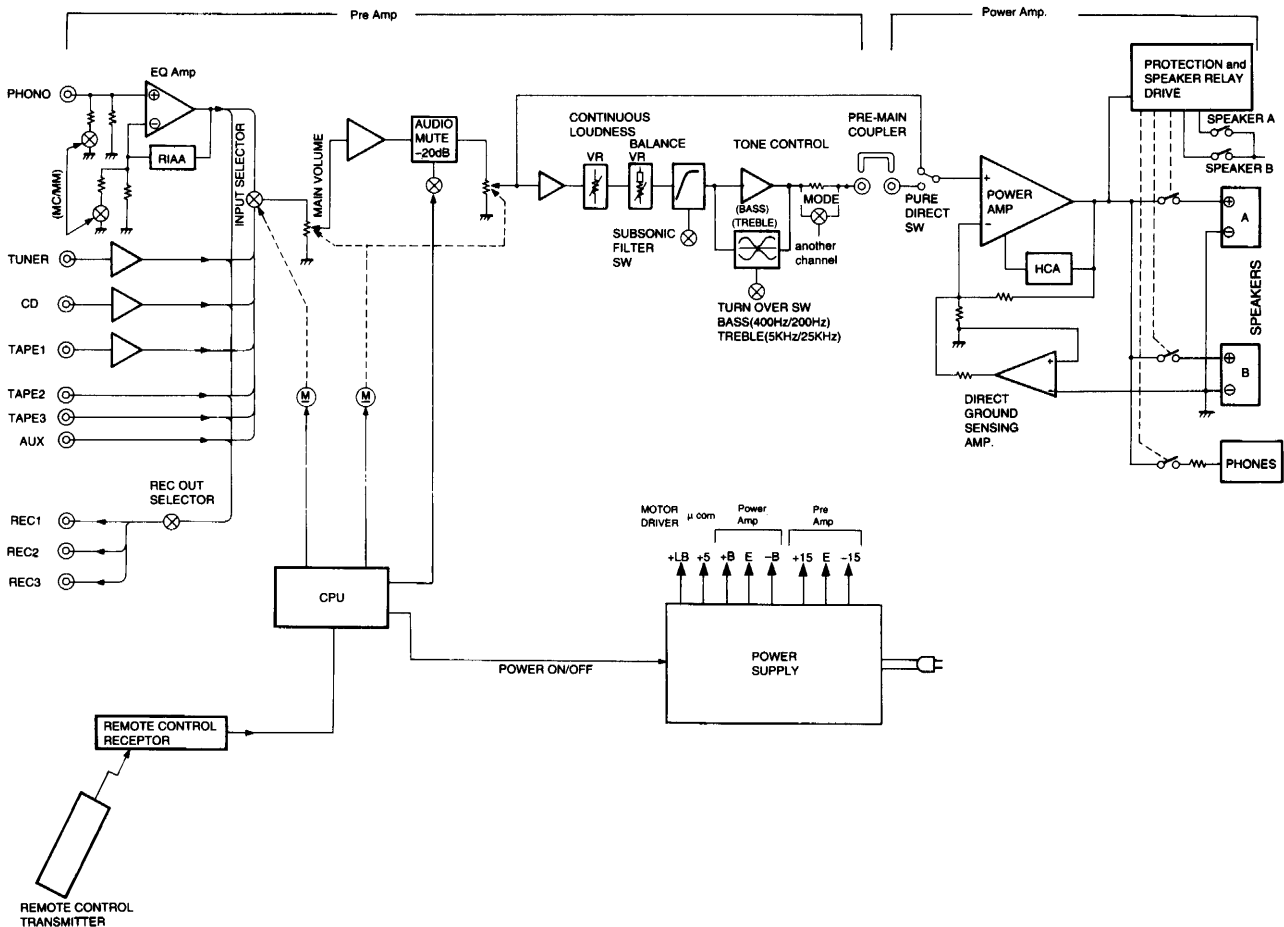 Pre Amp
Power Amp.
EQ Amp
PHONO
RIAA
(MC/MM)
INPUT SELECTOR
MAIN VOLUME
AUDIO
MUTE
-20dB
CONTINUOUS
LOUDNESS
VR
BALANCE
VR
SUBSONIC
FILTER
SW
TONE CONTROL
(BASS)
(TREBLE)
MODE
another
channel
TURN OVER SW
BASS(400Hz/200Hz)
TREBLE(5KHz/25KHz)
PRE-MAIN
COUPLER
PURE
DIRECT
SW
+
−
POWER
AMP
HCA
+
−
DIRECT
GROUND
SENSING
AMP.
PROTECTION and
SPEAKER RELAY
DRIVE
SPEAKER A
SPEAKER B
A
B
SPEAKERS
PHONES
TUNER
CD
TAPE1
TAPE2
TAPE3
AUX
M
M
REC OUT
SELECTOR
REC1
REC2
REC3
CPU
POWER ON/OFF
MOTOR
DRIVER
μ com
Power
Amp
Pre
Amp
+LB +5 +B E −B +15 E −15
POWER
SUPPLY
REMOTE CONTROL
RECEPTOR
REMOTE CONTROL
TRANSMITTER